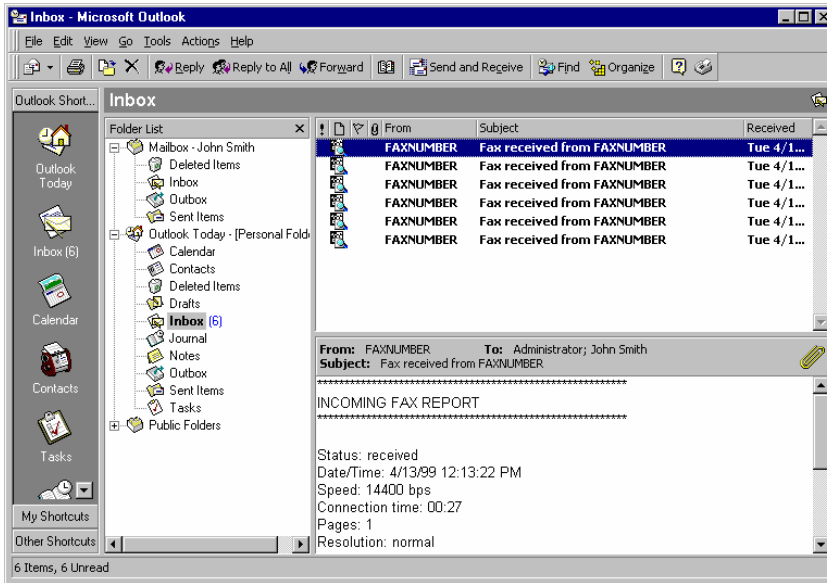 Inbox - Microsoft Outlook
File Edit View Go Tools Actions Help
Reply Reply to All Forward Send and Receive Find Organize
Outlook Short... Inbox
Folder List
! From Subject Received
Mailbox - John Smith
Deleted Items
Inbox
Outbox
Sent Items
Outlook Today - [Personal Fold
Calendar
Contacts
Deleted Items
Drafts
Inbox (6)
Journal
Notes
Outbox
Sent Items
Tasks
Public Folders
Outlook Today
Inbox (6)
Calendar
Contacts
Tasks
My Shortcuts
Other Shortcuts
FAXNUMBER Fax received from FAXNUMBER Tue 4/1...
FAXNUMBER Fax received from FAXNUMBER Tue 4/1...
FAXNUMBER Fax received from FAXNUMBER Tue 4/1...
FAXNUMBER Fax received from FAXNUMBER Tue 4/1...
FAXNUMBER Fax received from FAXNUMBER Tue 4/1...
FAXNUMBER Fax received from FAXNUMBER Tue 4/1...
From: FAXNUMBER To: Administrator; John Smith
Subject: Fax received from FAXNUMBER
INCOMING FAX REPORT
Status: received
Date/Time: 4/13/99 12:13:22 PM
Speed: 14400 bps
Connection time: 00:27
Pages: 1
Resolution: normal
6 Items, 6 Unread